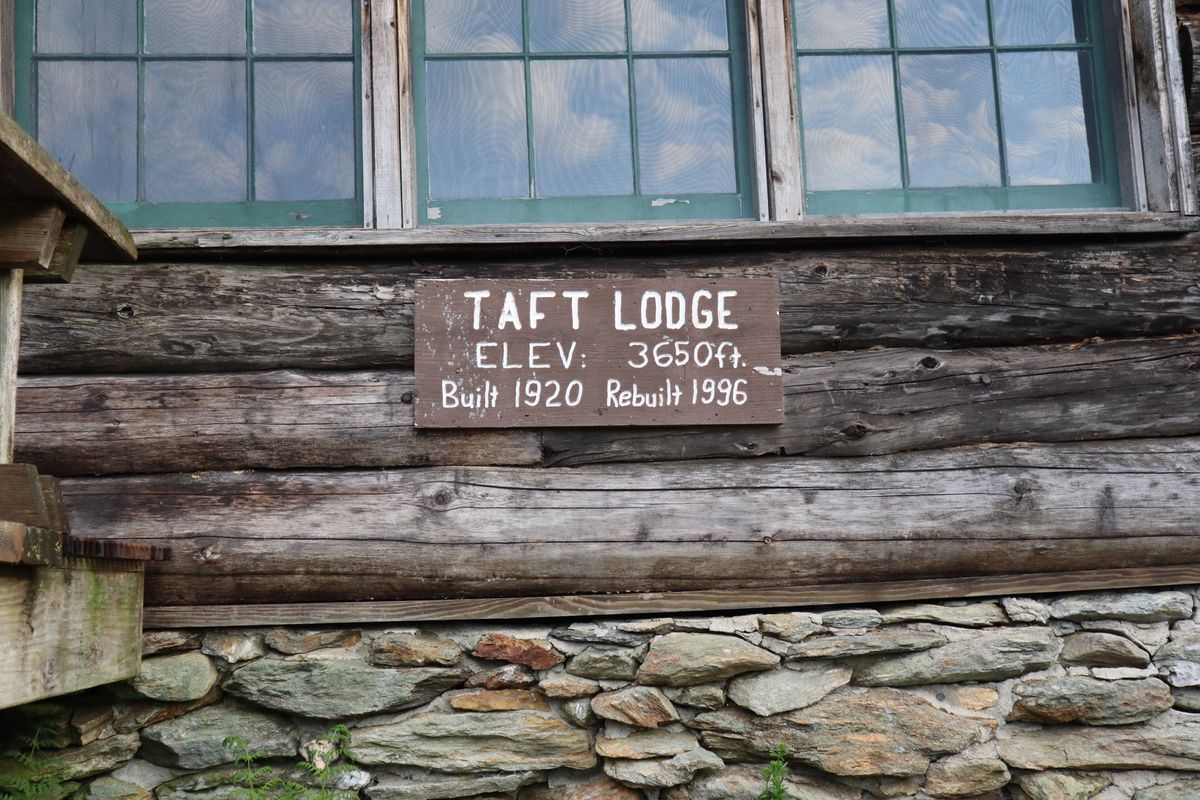 TAFT LODGE
ELEV: 3650ft.
Built 1920 Rebuilt 1996